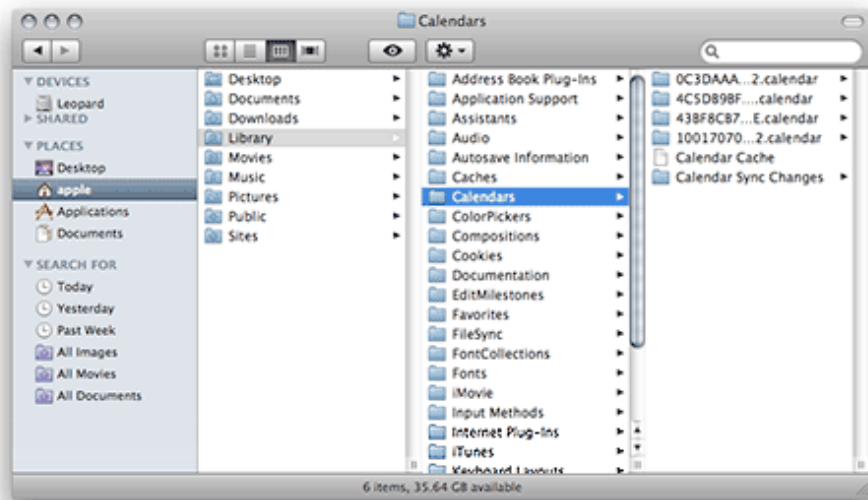 Calendars
DEVICES
Leopard
SHARED
PLACES
Desktop
apple
Applications
Documents
SEARCH FOR
Today
Yesterday
Past Week
All Images
All Movies
All Documents
Desktop
Documents
Downloads
Library
Movies
Music
Pictures
Public
Sites
Address Book Plug-Ins
Application Support
Assistants
Audio
Autosave Information
Caches
Calendars
ColorPickers
Compositions
Cookies
Documentation
EditMilestones
Favorites
FileSync
FontCollections
Fonts
iMovie
Input Methods
Internet Plug-Ins
iTunes
Keyboard Layouts
0C3DAAA...2.calendar
4C5D89BF....calendar
438F8CB7...E.calendar
10017070...2.calendar
Calendar Cache
Calendar Sync Changes
6 items, 35.64 GB available